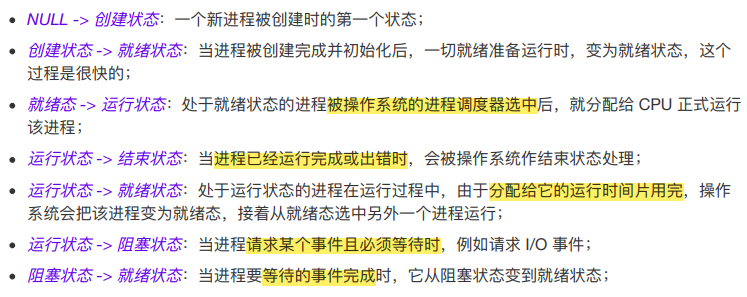 • NULL -> 创建状态：一个新进程被创建时的第一个状态；
• 创建状态 -> 就绪状态：当进程被创建完成并初始化后，一切就绪准备运行时，变为就绪状态，这个
过程是很快的；
• 就绪态 -> 运行状态：处于就绪状态的进程被操作系统的进程调度器选中后，就分配给 CPU 正式运行
该进程；
• 运行状态 -> 结束状态：当进程已经运行完成或出错时，会被操作系统作结束状态处理；
• 运行状态 -> 就绪状态：处于运行状态的进程在运行过程中，由于分配给它的运行时间片用完，操作
系统会把该进程变为就绪态，接着从就绪态选中另外一个进程运行；
• 运行状态 -> 阻塞状态：当进程请求某个事件且必须等待时，例如请求 I/O 事件；
• 阻塞状态 -> 就绪状态：当进程要等待的事件完成时，它从阻塞状态变到就绪状态；